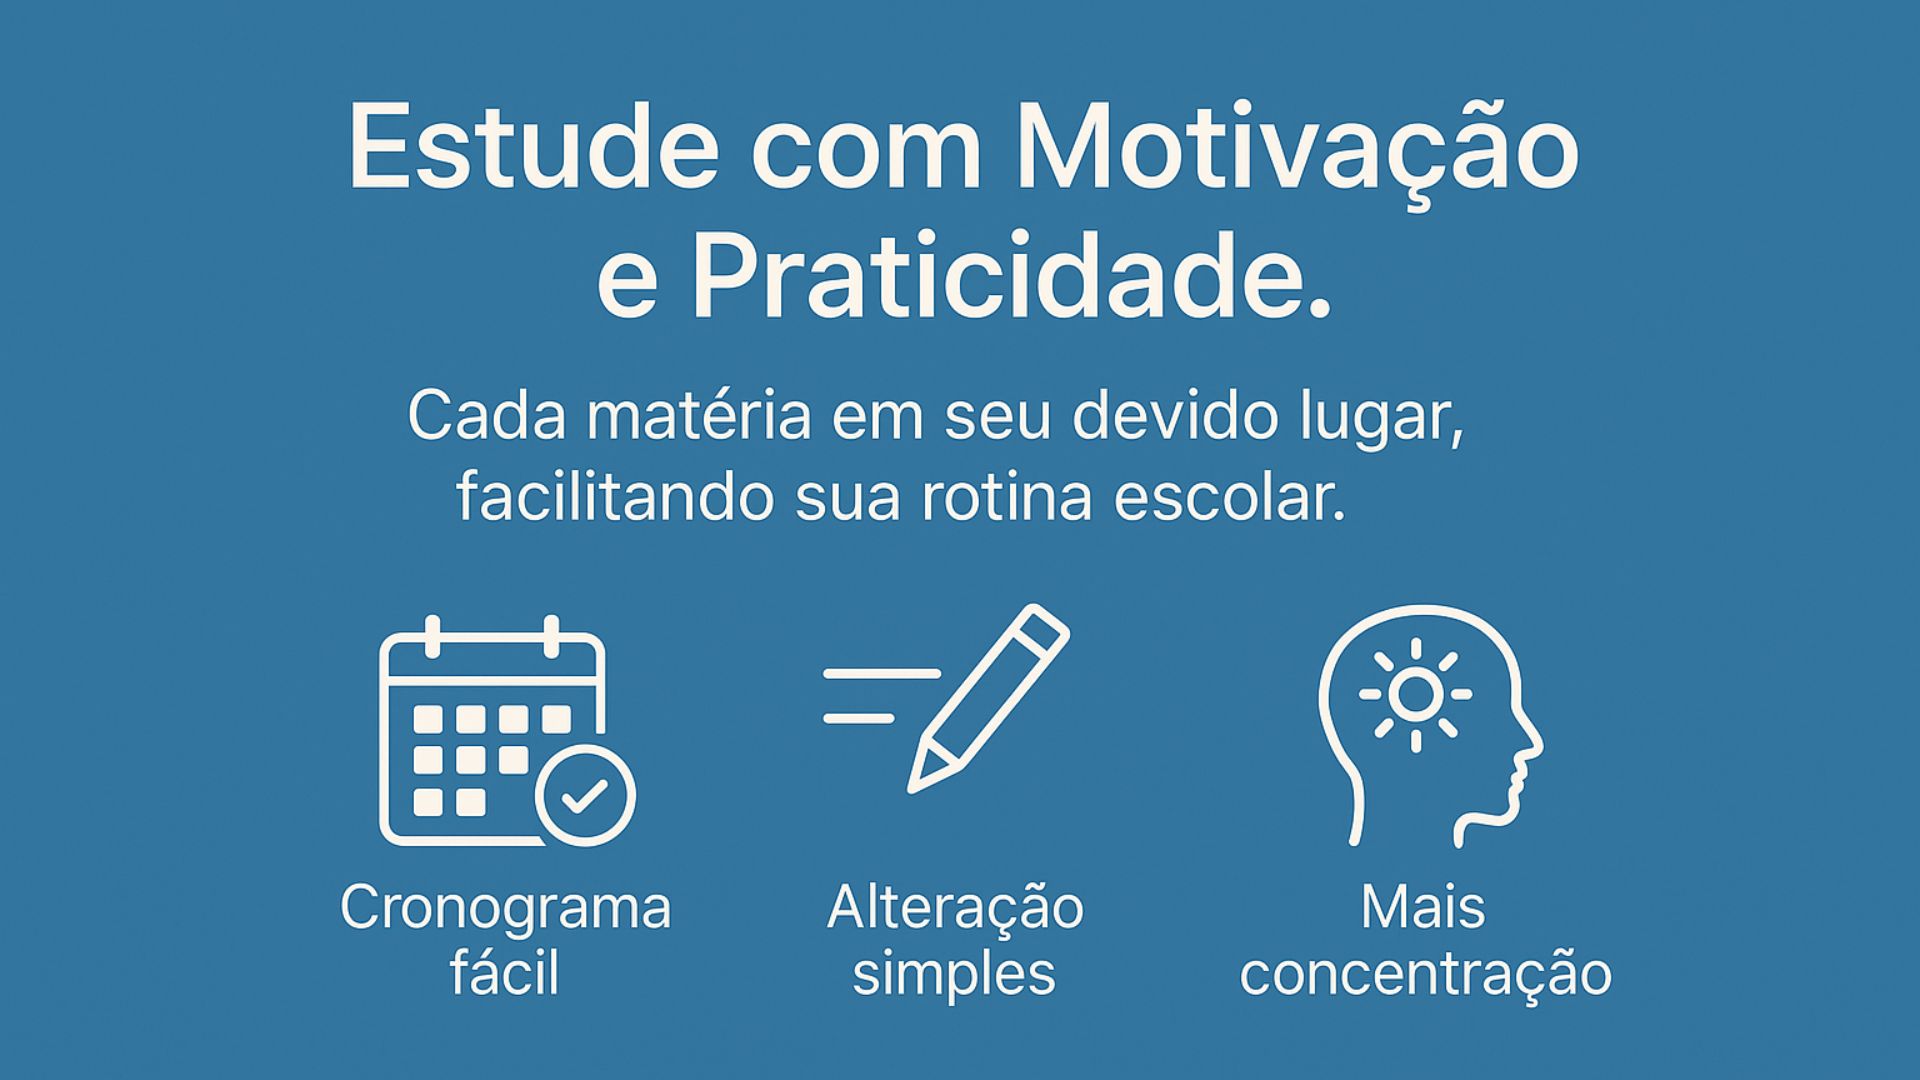 Estude com Motivação
e Praticidade.
Cada matéria em seu devido lugar,
facilitando sua rotina escolar.
Cronograma
fácil
Alteração
simples
Mais
concentração